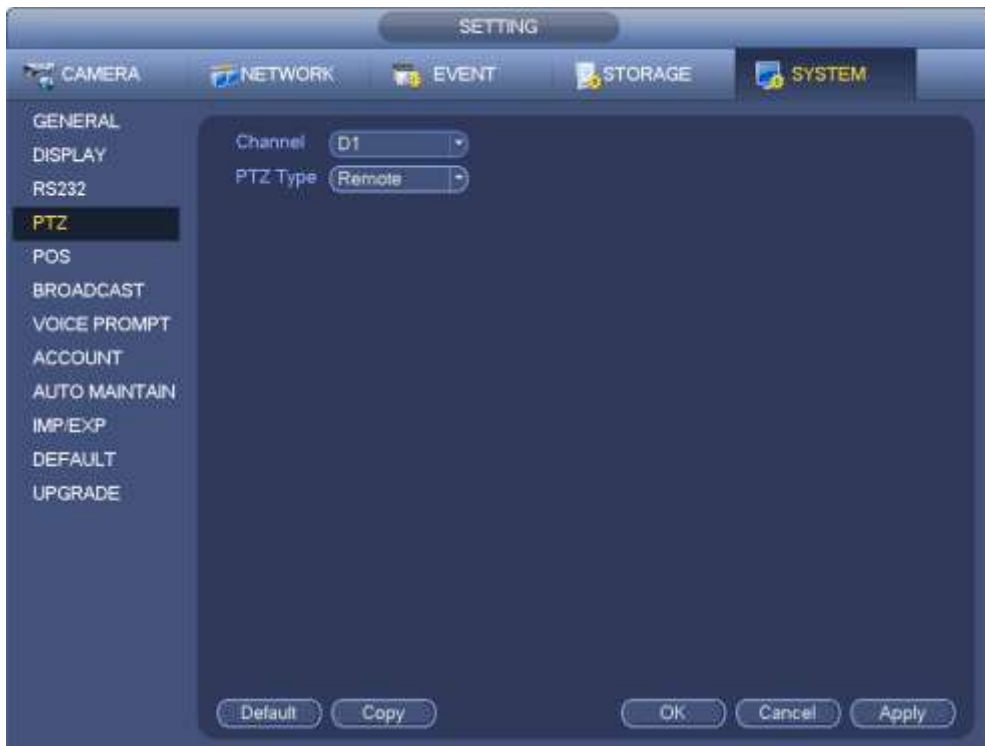 SETTING
CAMERA NETWORK EVENT STORAGE SYSTEM
GENERAL
DISPLAY
RS232
PTZ
POS
BROADCAST
VOICE PROMPT
ACCOUNT
AUTO MAINTAIN
IMP/EXP
DEFAULT
UPGRADE
Channel D1
PTZ Type Remote
Default Copy OK Cancel Apply